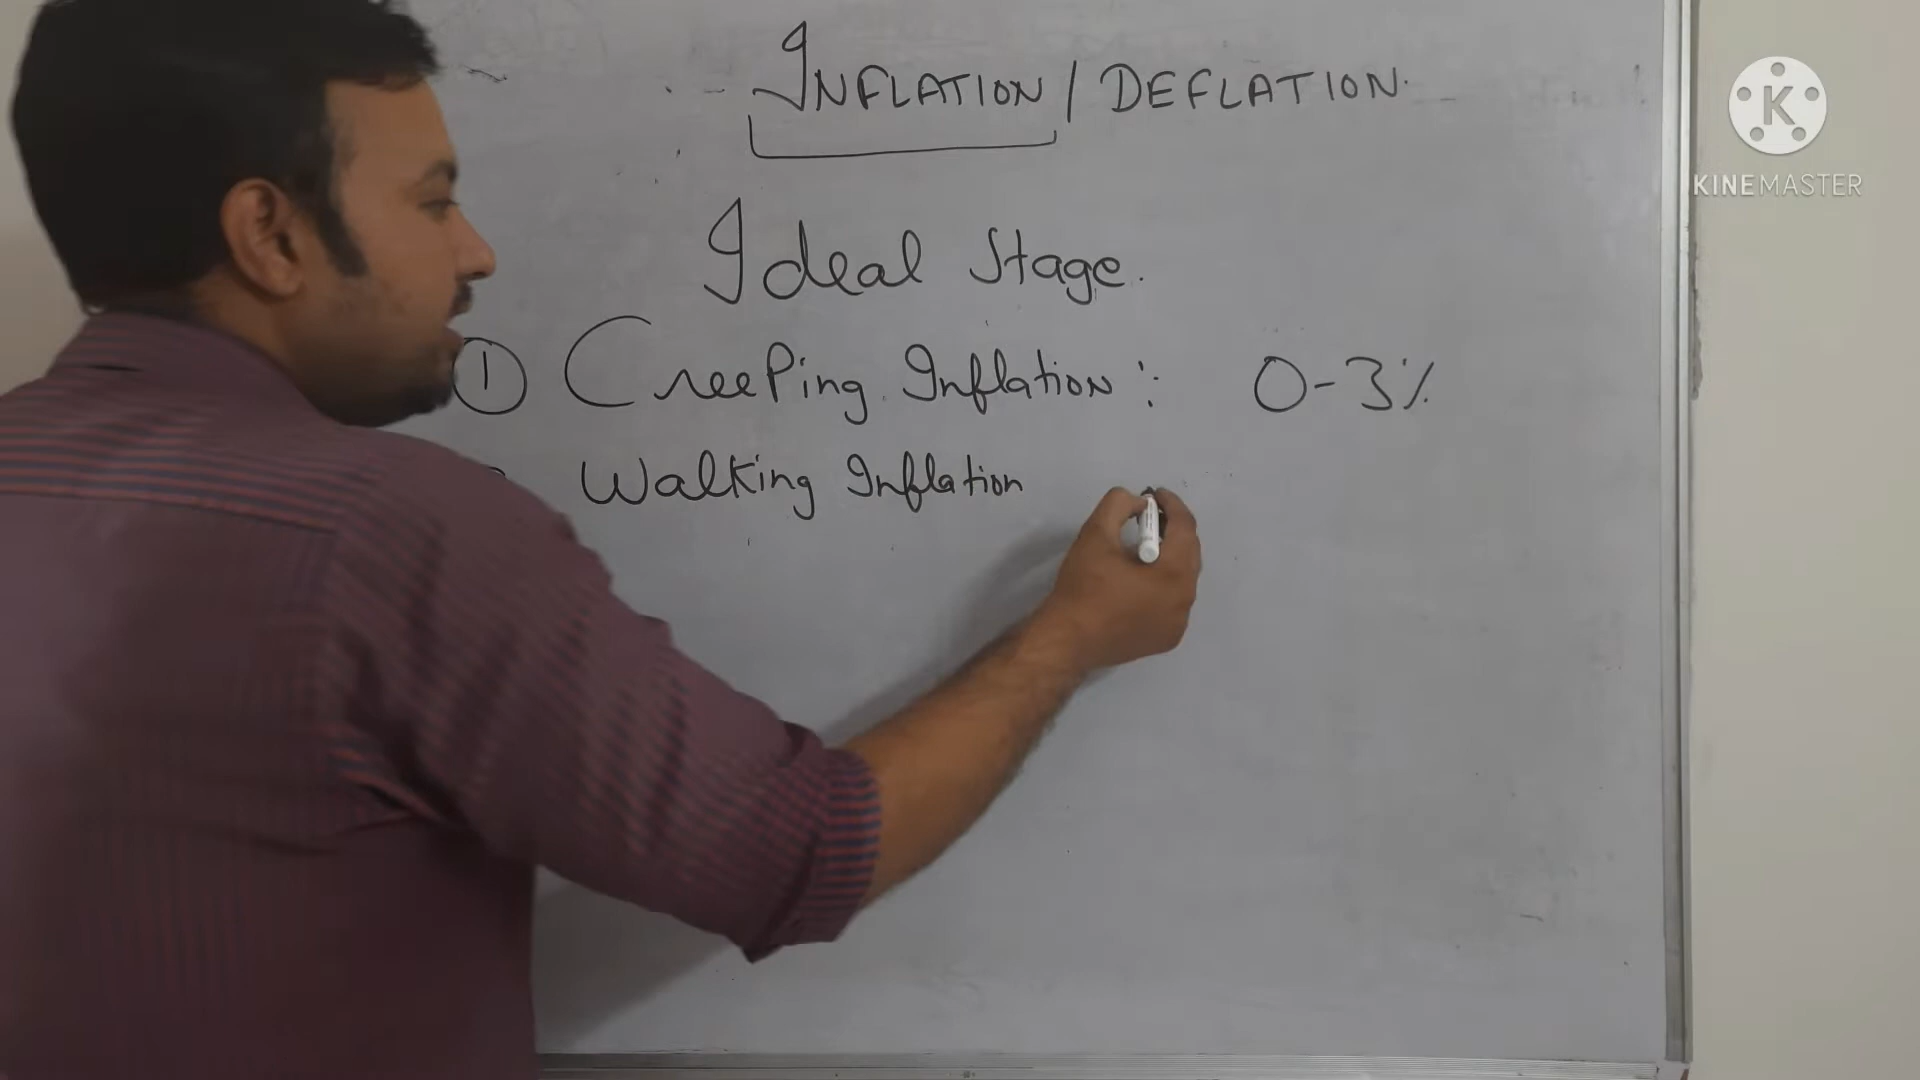 INFLATION / DEFLATION.
Ideal Stage.
① Creeping Inflation : 0-3%
Walking Inflation
K
KINEMASTER